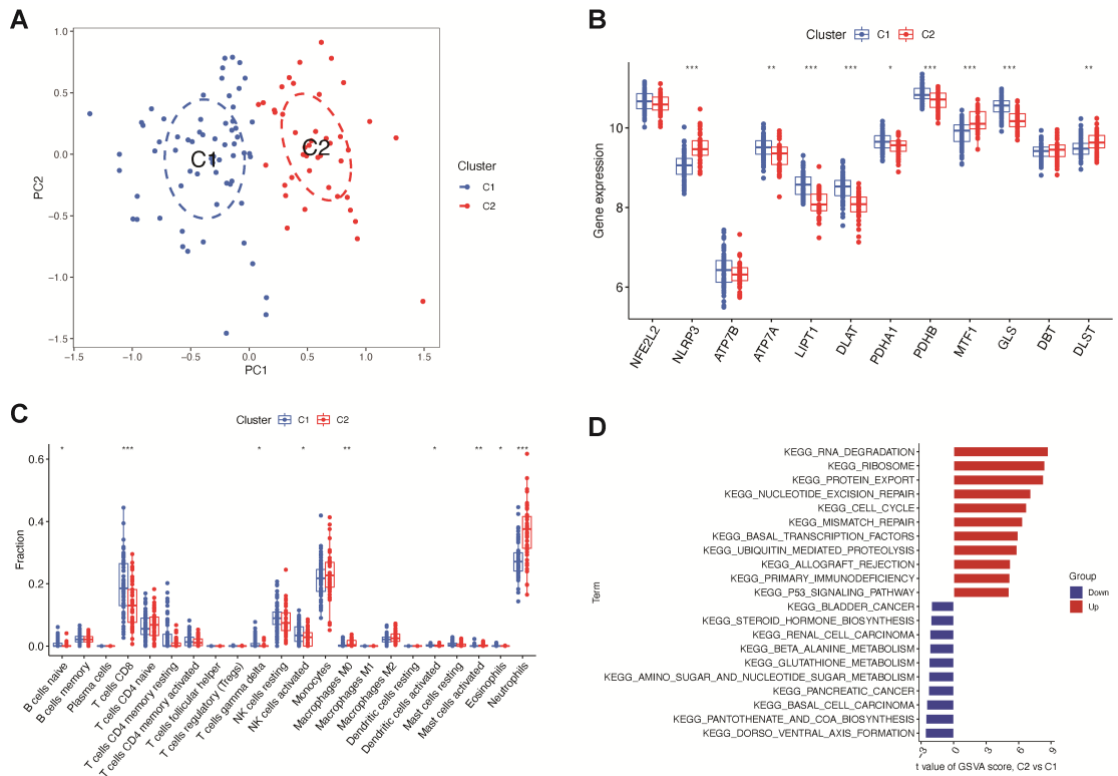 A
PC2
1.0
0.5
0.0
−0.5
−1.0
−1.5
C1
C2
−1.5
−1.0
−0.5
0.0
0.5
1.0
1.5
PC1
Cluster
C1
C2
B
Cluster C1 C2
Gene expression
10
8
6
*** ** *** *** * *** *** *** **
NFE2L2
NLRP3
ATP7B
ATP7A
LIPT1
DLAT
PDHA1
PDHB
MTF1
GLS
DBT
DLST
C
Cluster C1 C2
Fraction
0.6
0.4
0.2
0.0
* *** * * ** * ** * ***
B cells naive
B cells memory
Plasma cells
T cells CD8
T cells CD4 naive
T cells CD4 memory resting
T cells CD4 memory activated
T cells follicular helper
T cells regulatory (Tregs)
T cells gamma delta
NK cells resting
NK cells activated
Monocytes
Macrophages M0
Macrophages M1
Macrophages M2
Dendritic cells resting
Dendritic cells activated
Mast cells resting
Mast cells activated
Eosinophils
Neutrophils
D
Term
KEGG_RNA_DEGRADATION
KEGG_RIBOSOME
KEGG_PROTEIN_EXPORT
KEGG_NUCLEOTIDE_EXCISION_REPAIR
KEGG_CELL_CYCLE
KEGG_MISMATCH_REPAIR
KEGG_BASAL_TRANSCRIPTION_FACTORS
KEGG_UBIQUITIN_MEDIATED_PROTEOLYSIS
KEGG_ALLOGRAFT_REJECTION
KEGG_PRIMARY_IMMUNODEFICIENCY
KEGG_P53_SIGNALING_PATHWAY
KEGG_BLADDER_CANCER
KEGG_STEROID_HORMONE_BIOSYNTHESIS
KEGG_RENAL_CELL_CARCINOMA
KEGG_BETA_ALANINE_METABOLISM
KEGG_GLUTATHIONE_METABOLISM
KEGG_AMINO_SUGAR_AND_NUCLEOTIDE_SUGAR_METABOLISM
KEGG_PANCREATIC_CANCER
KEGG_BASAL_CELL_CARCINOMA
KEGG_PANTOTHENATE_AND_COA_BIOSYNTHESIS
KEGG_DORSO_VENTRAL_AXIS_FORMATION
−3
0
3
6
9
t value of GSVA score, C2 vs C1
Group
Down
Up